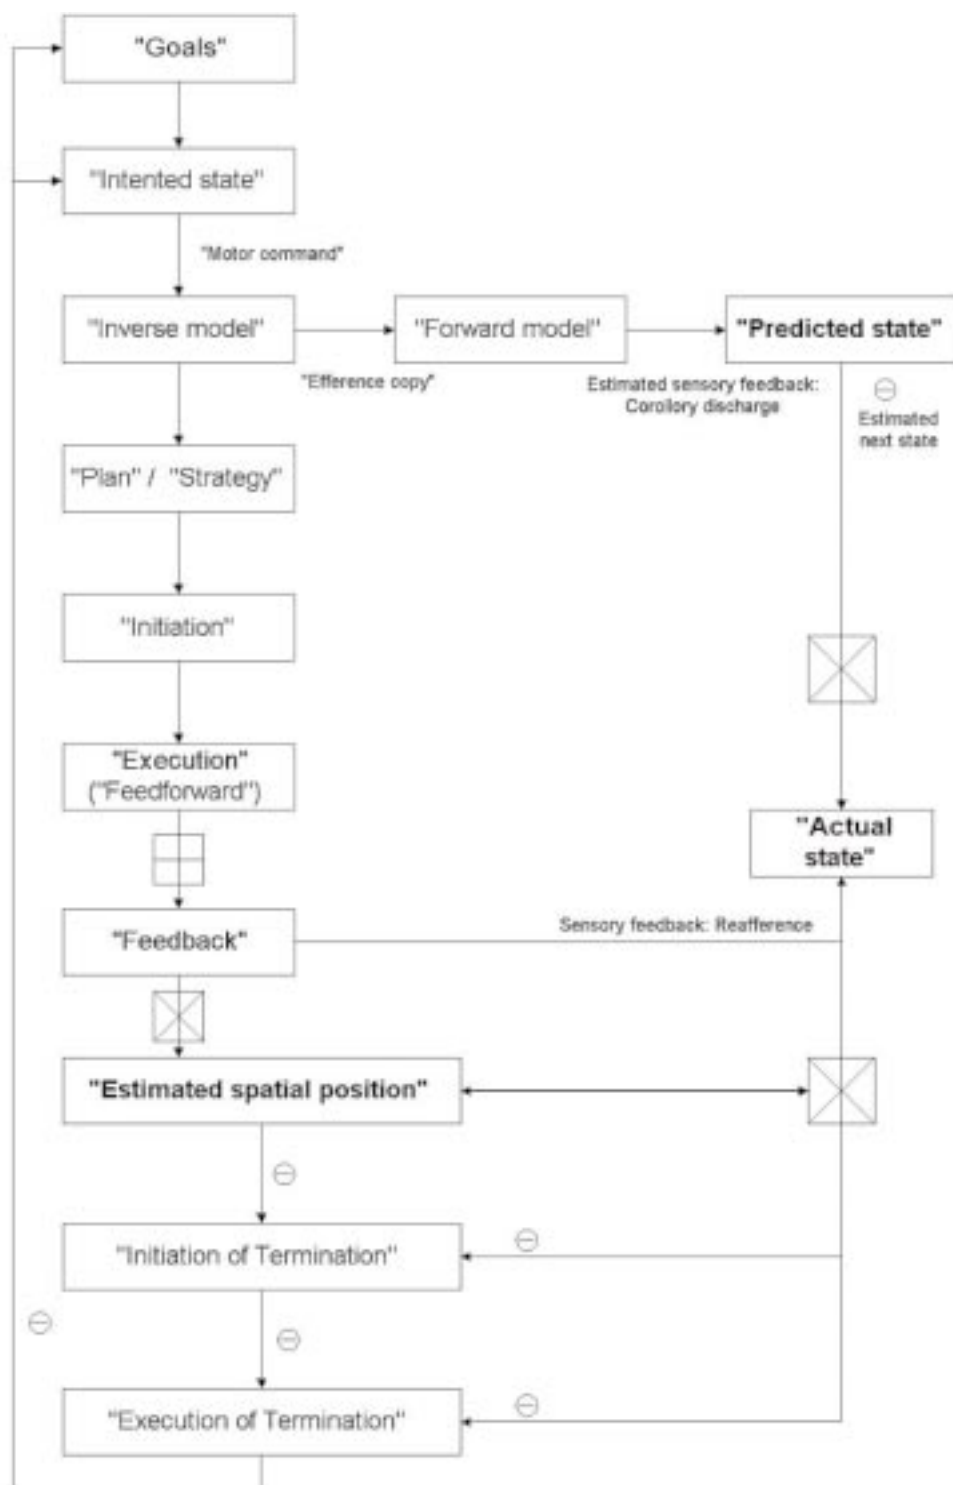 "Goals"
"Intented state"
"Motor command"
"Inverse model"
"Forward model"
"Predicted state"
"Efference copy"
Estimated sensory feedback:
Corollory discharge
Estimated
next state
"Plan" / "Strategy"
"Initiation"
"Execution"
("Feedforward")
"Actual
state"
"Feedback"
Sensory feedback: Reafference
"Estimated spatial position"
"Initiation of Termination"
"Execution of Termination"